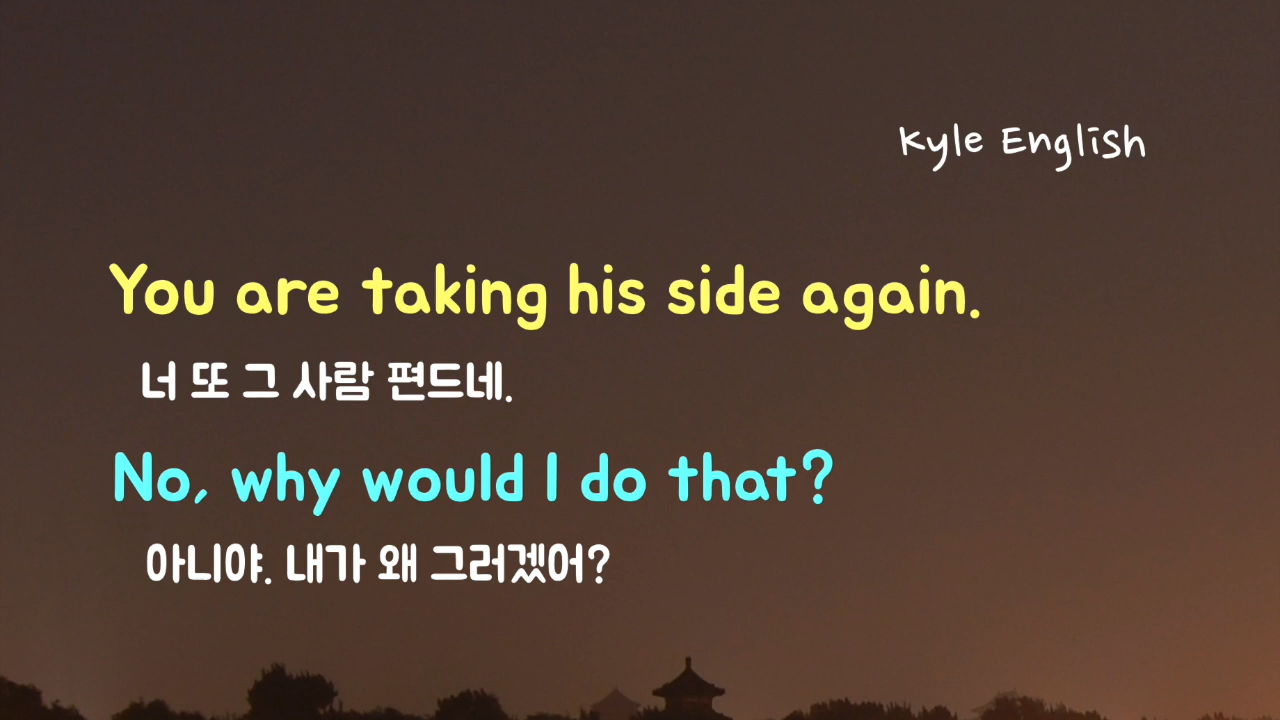 Kyle English
You are taking his side again.
너 또 그 사람 편드네.
No, why would I do that?
아니야. 내가 왜 그러겠어?